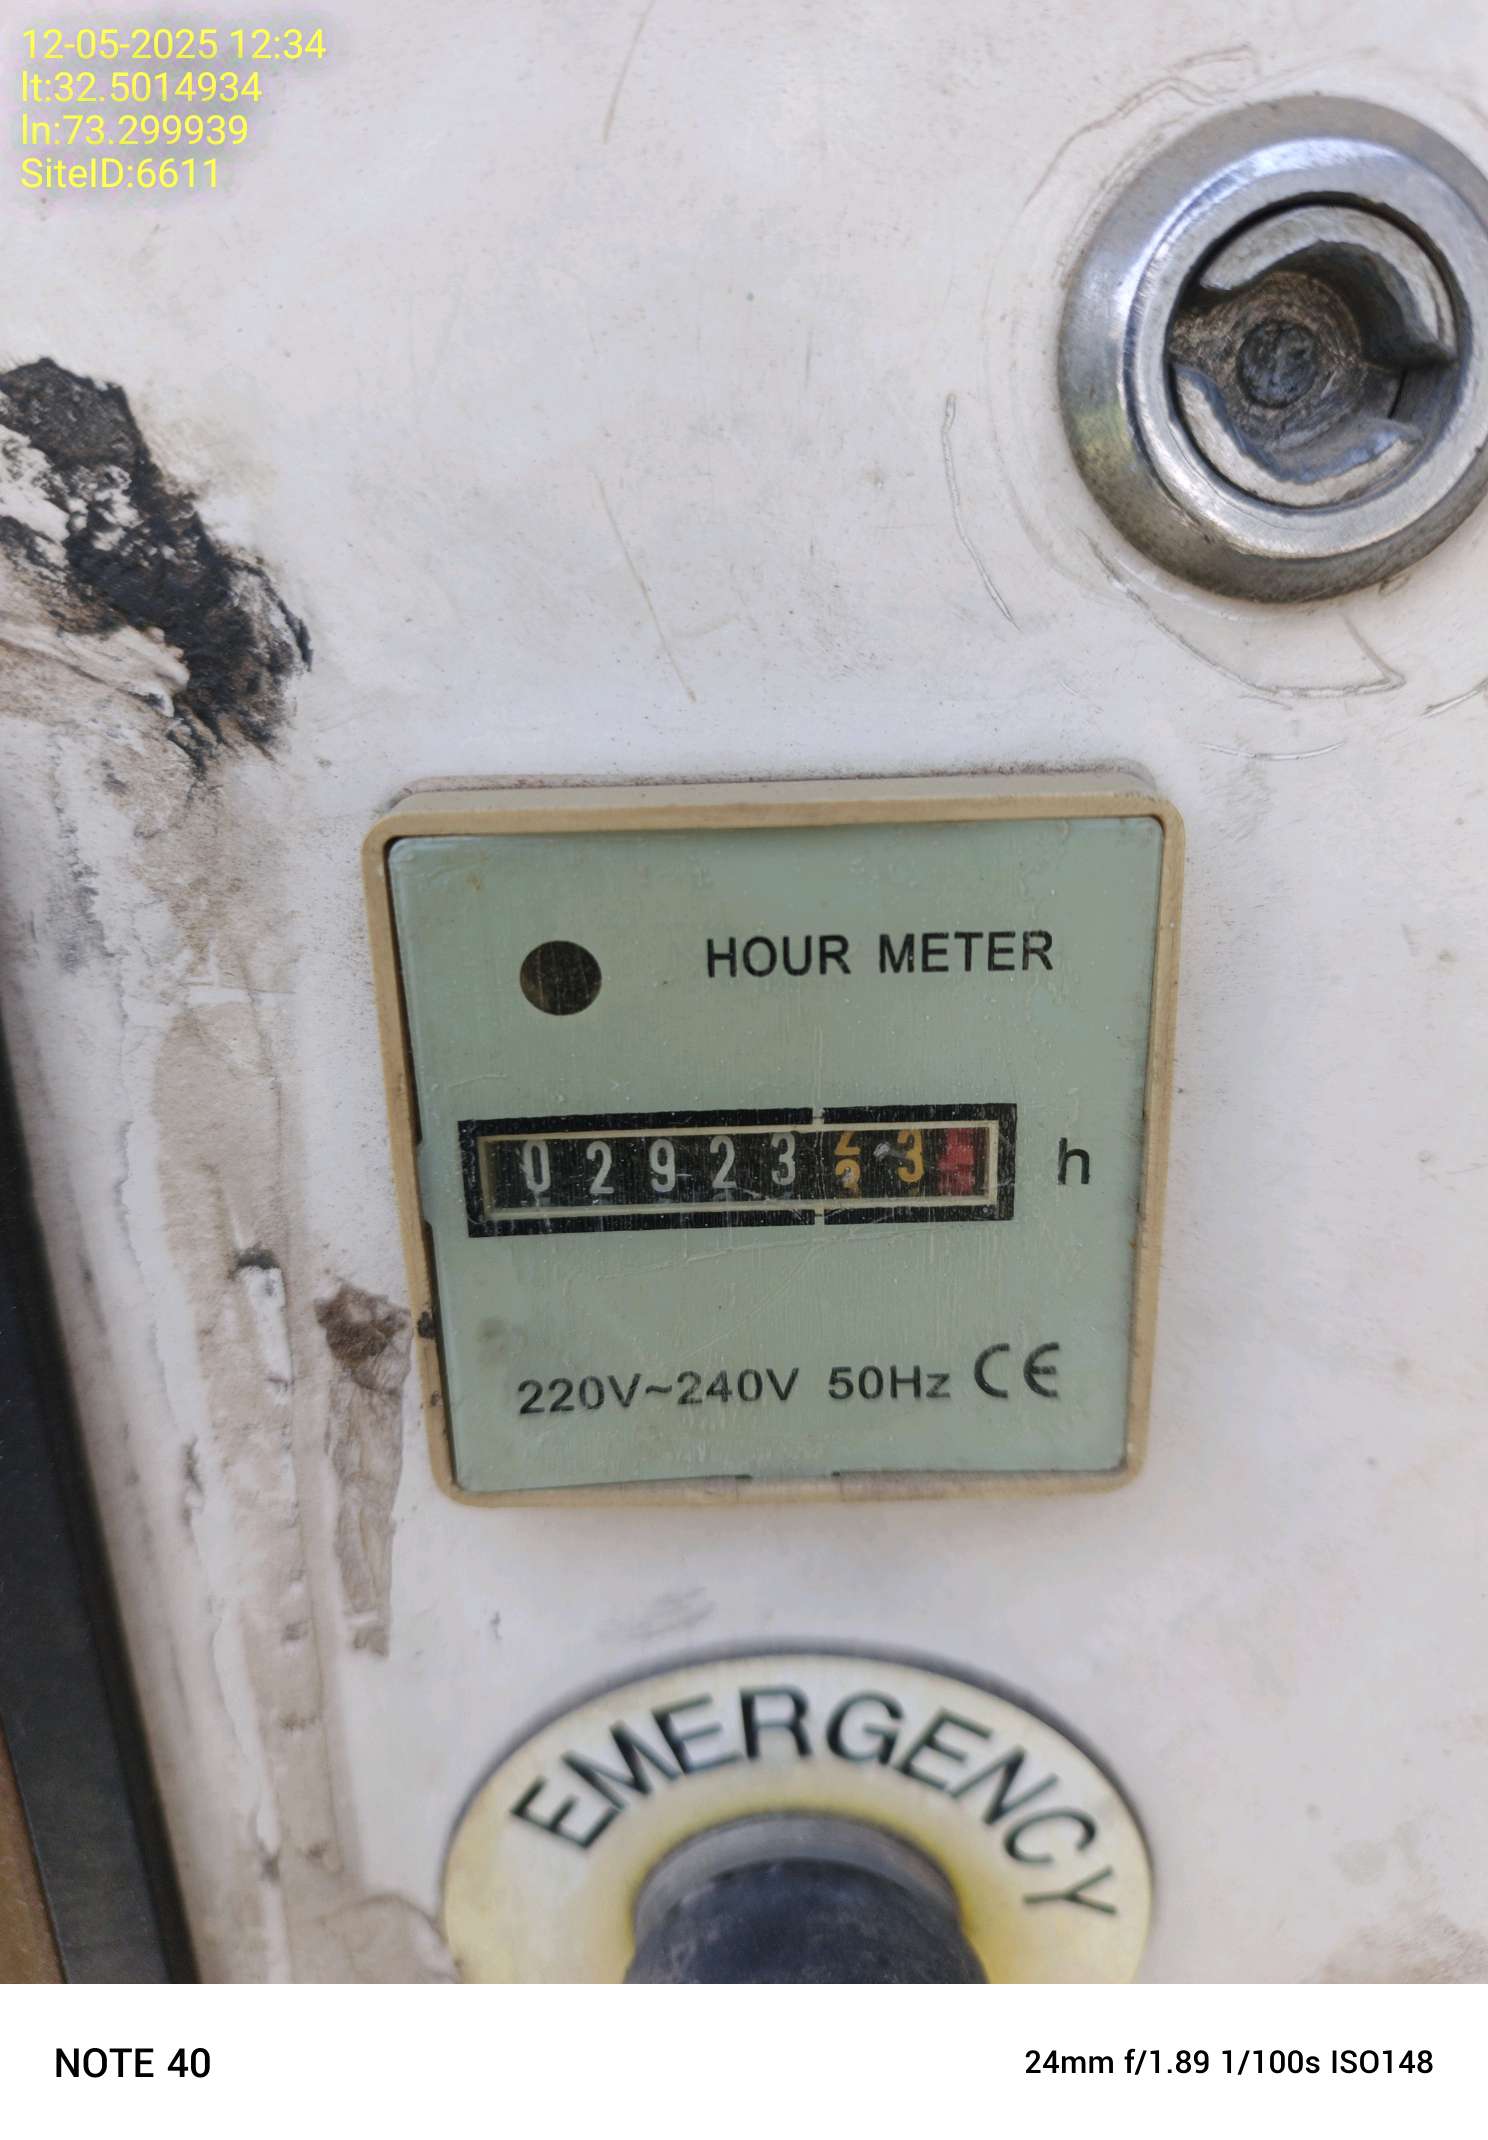 12-05-2025 12:34
lt:32.5014934
ln:73.299939
SiteID:6611
HOUR METER
02923 3 h
220V~240V 50Hz CE
EMERGENCY
NOTE 40
24mm f/1.89 1/100s ISO148